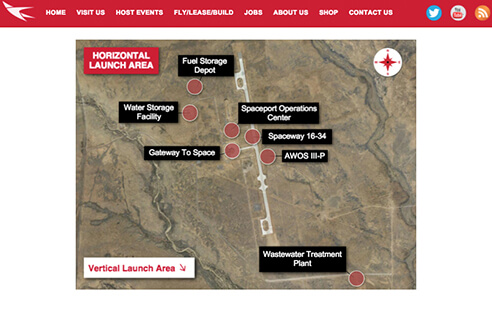 HOME VISIT US HOST EVENTS FLY/LEASE/BUILD JOBS ABOUT US SHOP CONTACT US
You
Tube
HORIZONTAL
LAUNCH AREA
Fuel Storage
Depot
Water Storage
Facility
Spaceport Operations
Center
Spaceway 16-34
Gateway To Space
AWOS III-P
Wastewater Treatment
Plant
Vertical Launch Area